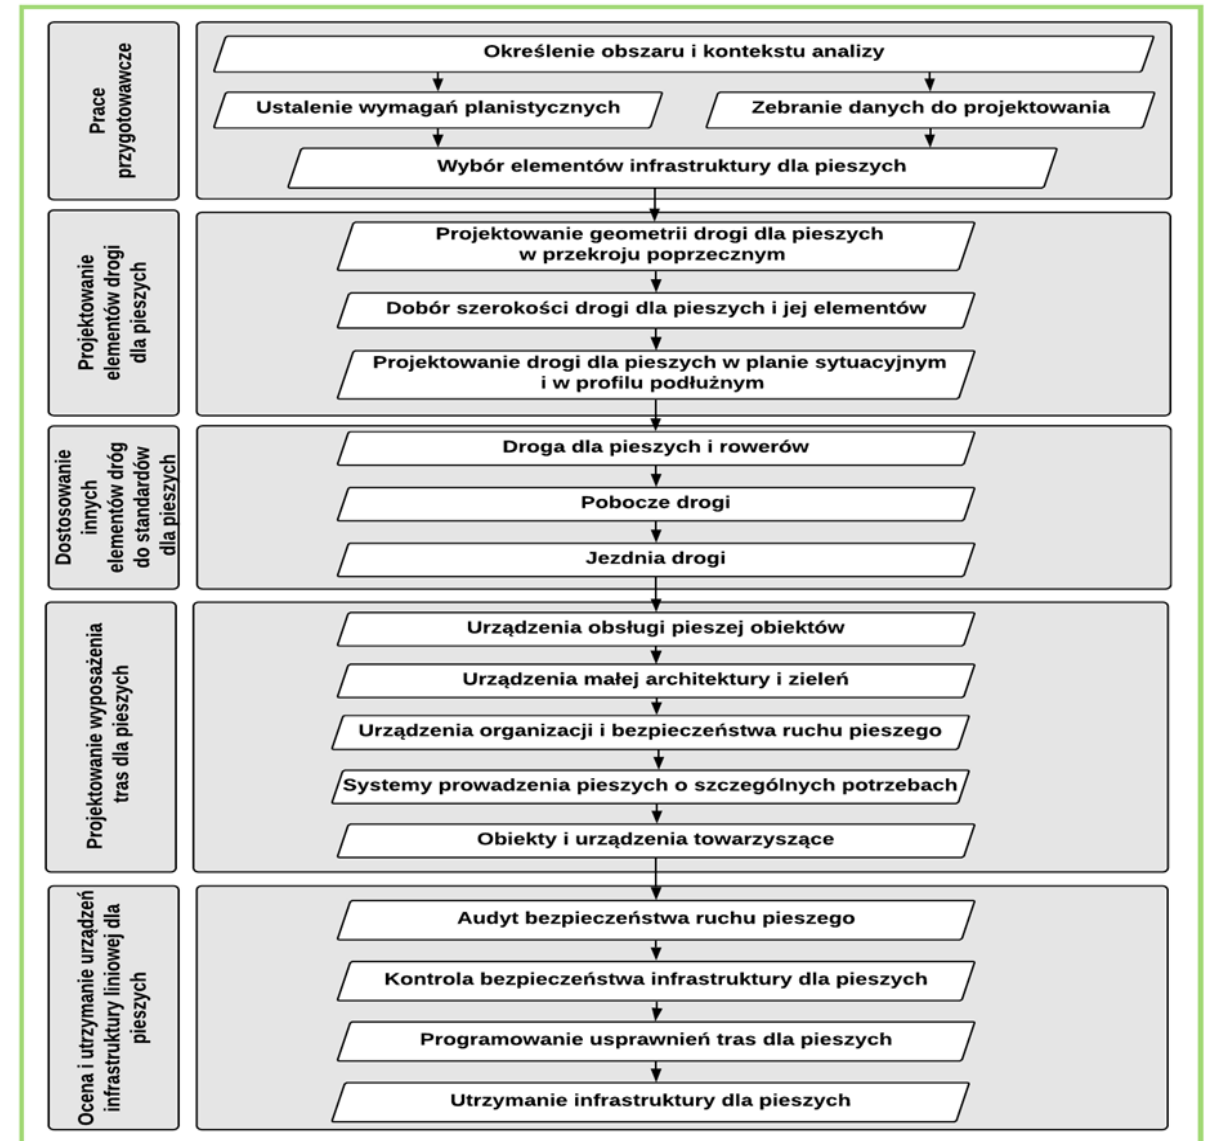 Prace
przygotowawcze
Określenie obszaru i kontekstu analizy
Ustalenie wymagań planistycznych
Zebranie danych do projektowania
Wybór elementów infrastruktury dla pieszych
Projektowanie
elementów drogi
dla pieszych
Projektowanie geometrii drogi dla pieszych
w przekroju poprzecznym
Dobór szerokości drogi dla pieszych i jej elementów
Projektowanie drogi dla pieszych w planie sytuacyjnym
i w profilu podłużnym
Dostosowanie
innych
elementów dróg
do standardów
dla pieszych
Droga dla pieszych i rowerów
Pobocze drogi
Jezdnia drogi
Projektowanie wyposażenia
tras dla pieszych
Urządzenia obsługi pieszej obiektów
Urządzenia małej architektury i zieleń
Urządzenia organizacji i bezpieczeństwa ruchu pieszego
Systemy prowadzenia pieszych o szczególnych potrzebach
Obiekty i urządzenia towarzyszące
Ocena i utrzymanie urządzeń
infrastruktury liniowej dla
pieszych
Audyt bezpieczeństwa ruchu pieszego
Kontrola bezpieczeństwa infrastruktury dla pieszych
Programowanie usprawnień tras dla pieszych
Utrzymanie infrastruktury dla pieszych